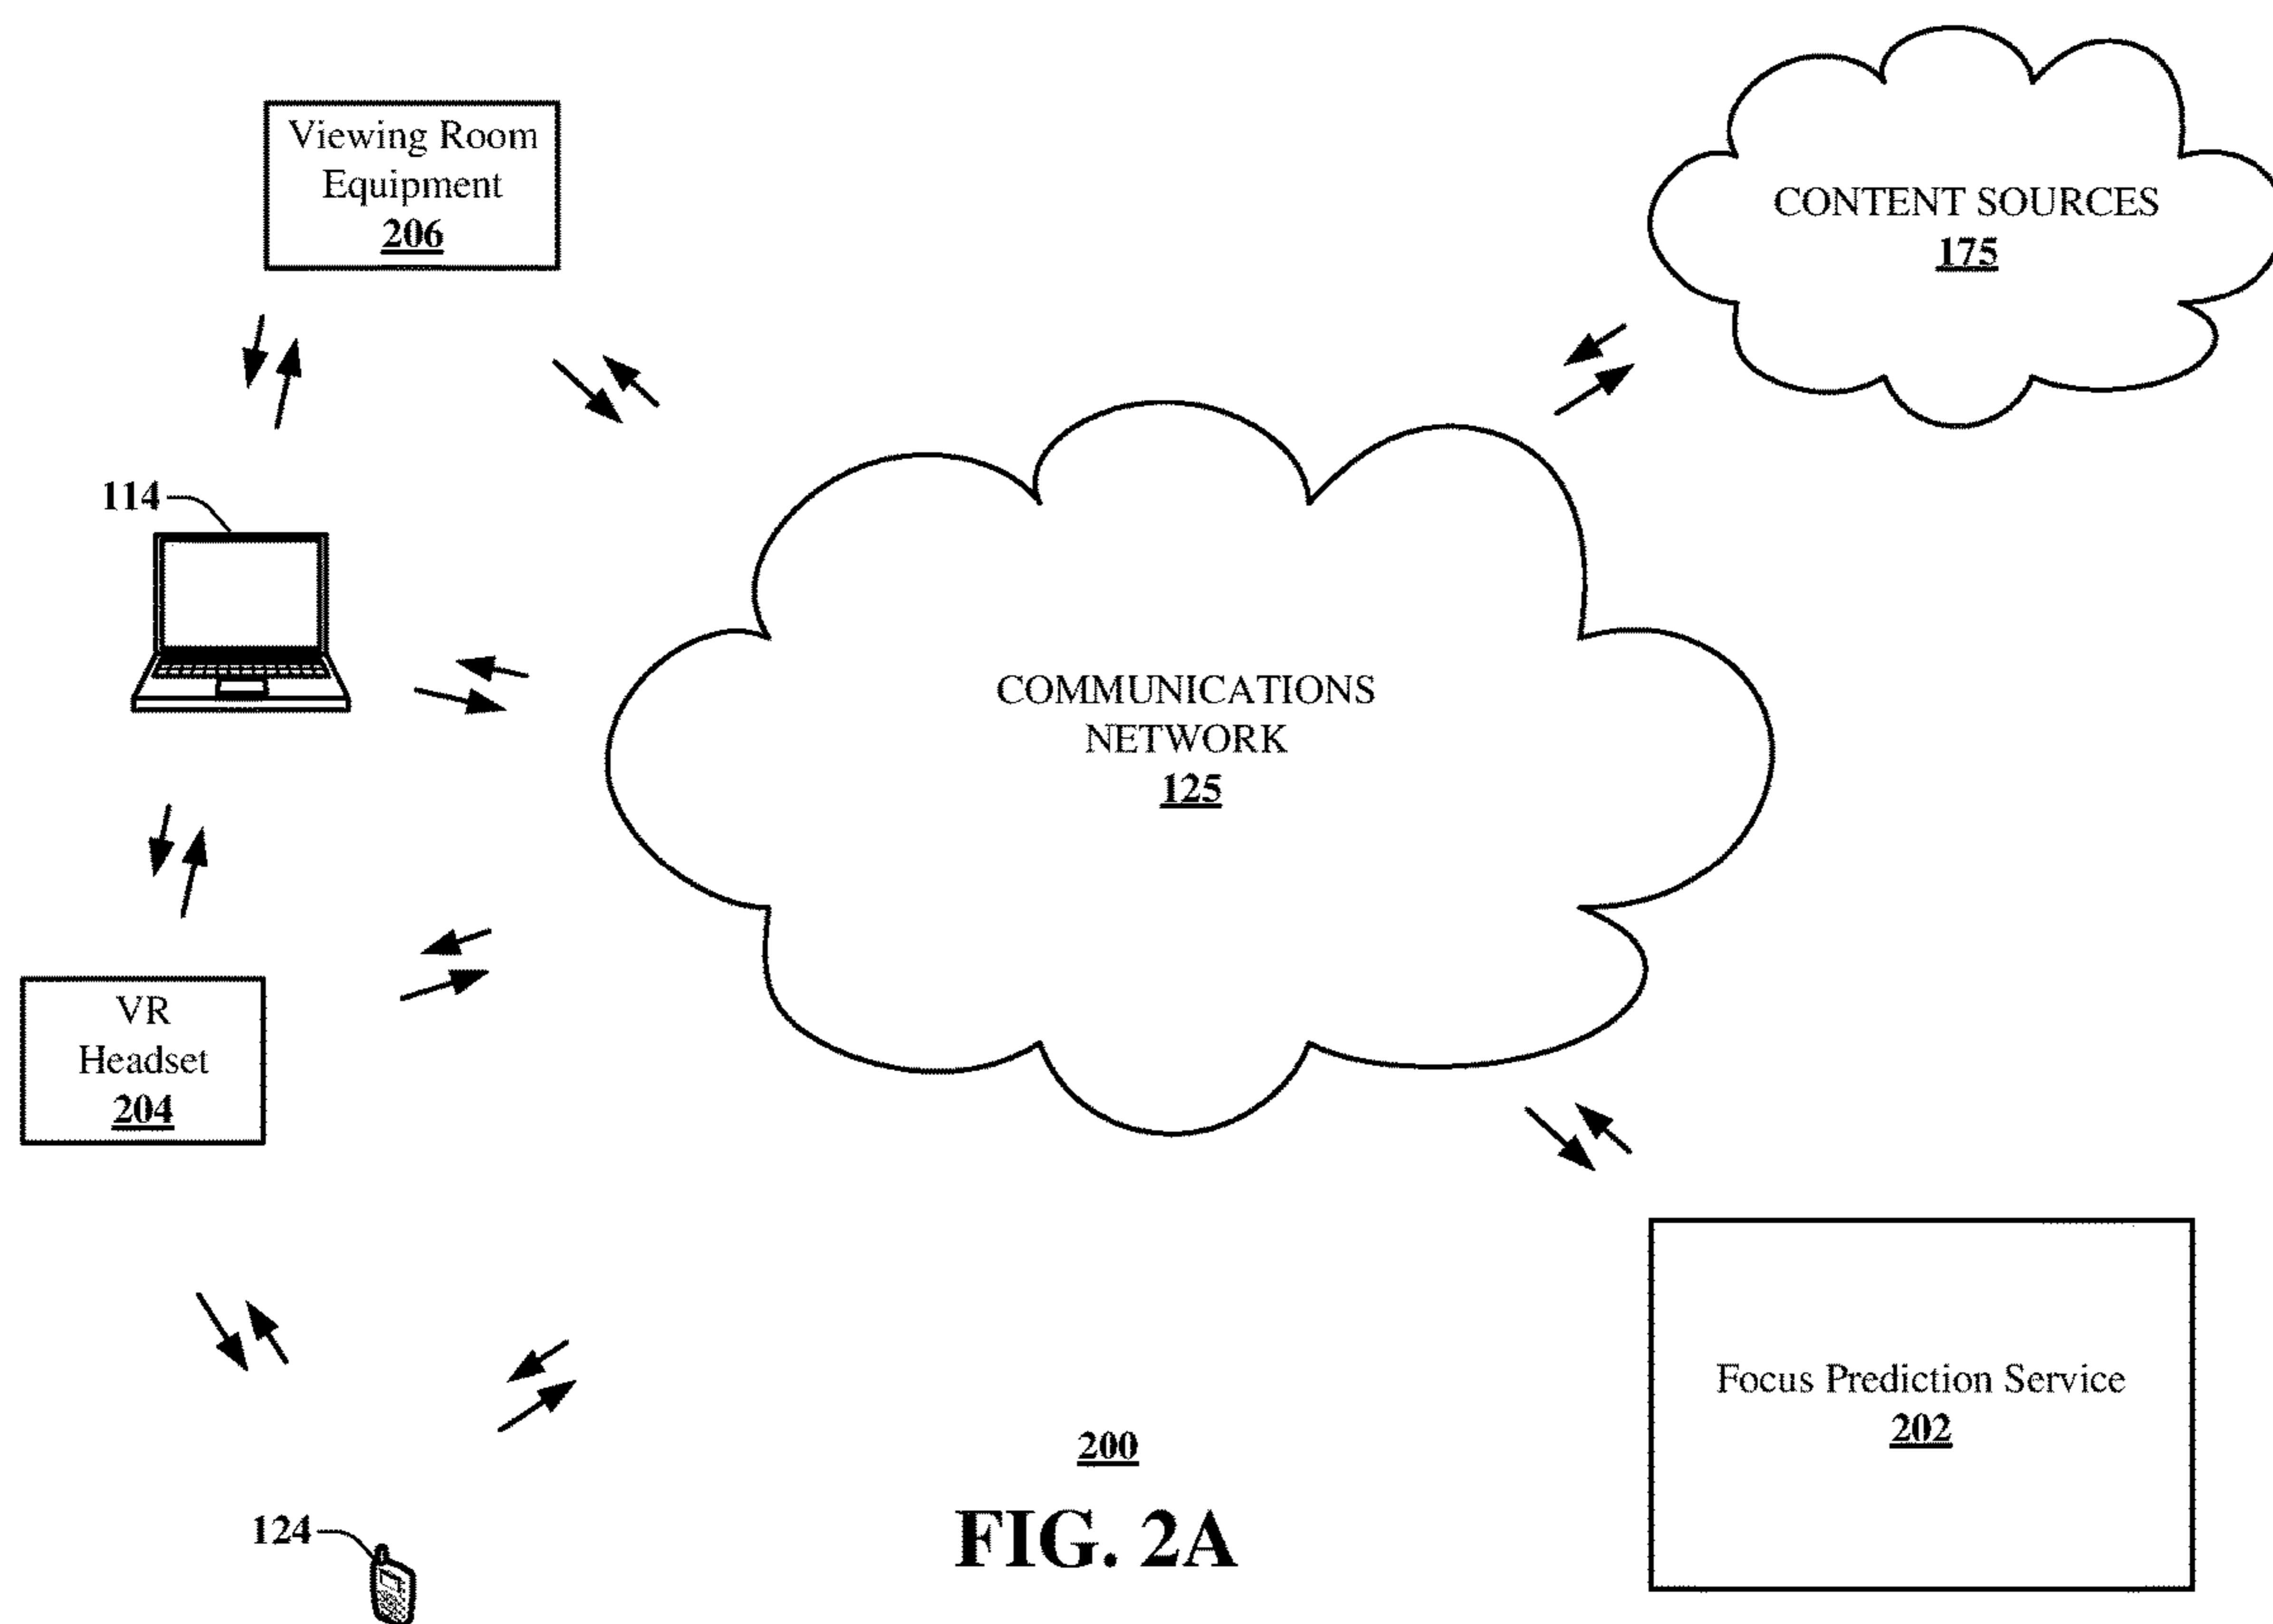 Viewing Room
Equipment
206
CONTENT SOURCES
175
114
COMMUNICATIONS
NETWORK
125
VR
Headset
204
Focus Prediction Service
202
200
FIG. 2A
124